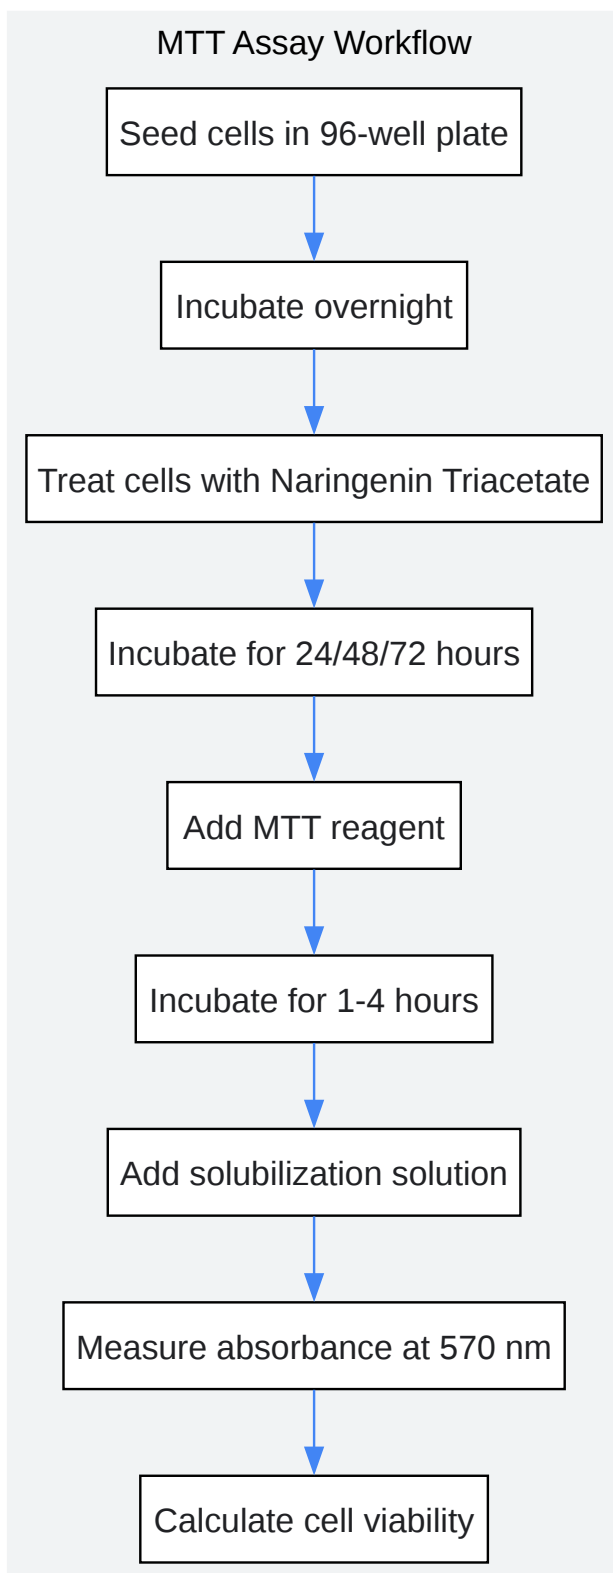 MTT Assay Workflow
Seed cells in 96-well plate
Incubate overnight
Treat cells with Naringenin Triacetate
Incubate for 24/48/72 hours
Add MTT reagent
Incubate for 1-4 hours
Add solubilization solution
Measure absorbance at 570 nm
Calculate cell viability